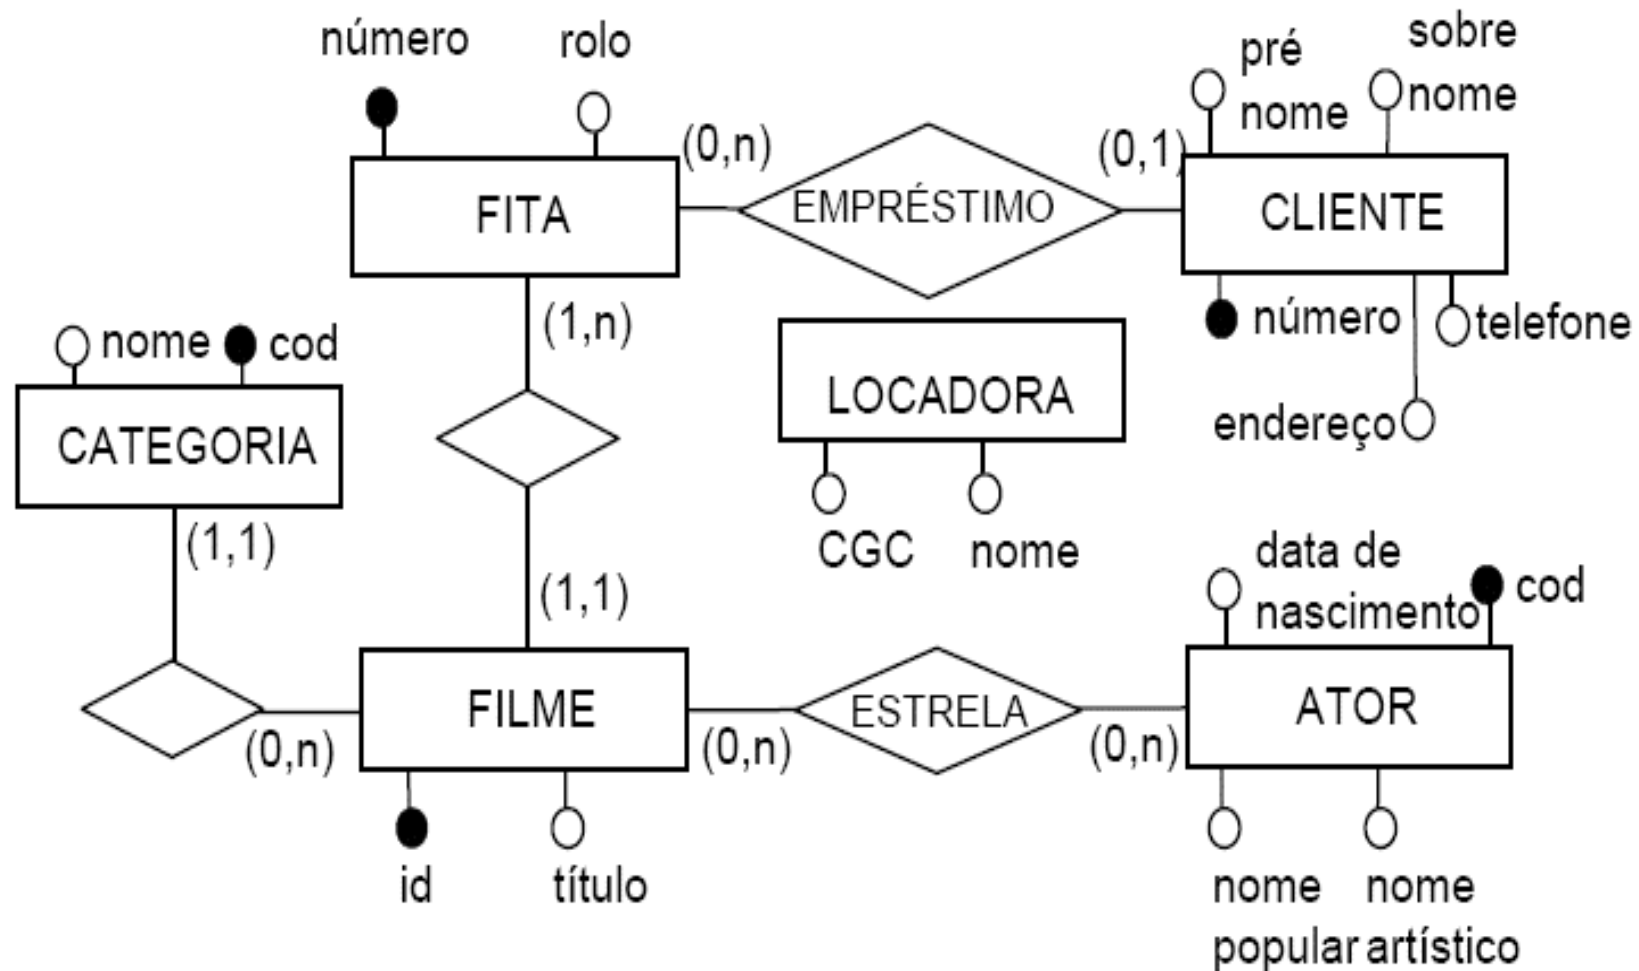 número
rolo
pré
nome
sobre
nome
(0,n)
(0,1)
FITA
EMPRÉSTIMO
CLIENTE
(1,n)
número
telefone
nome
cod
LOCADORA
endereço
CATEGORIA
(1,1)
CGC
nome
data de
nascimento
cod
(1,1)
FILME
ESTRELA
ATOR
(0,n)
(0,n)
(0,n)
id
título
nome
popular
nome
artístico